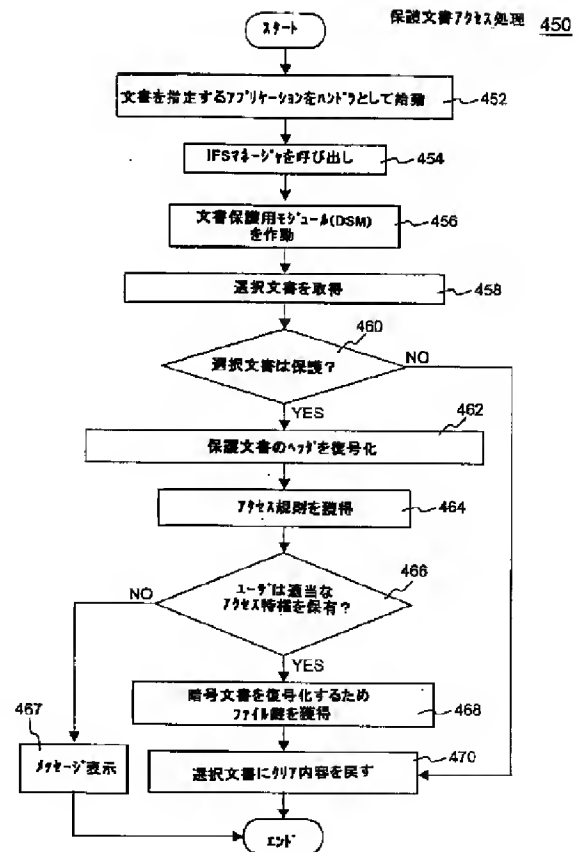 保護文書アクセス処理 450
スタート
文書を指定するアプリケーションをハンドラとして始動
452
IFSマネージャを呼び出し
454
文書保護用モジュール(DSM)
を作動
456
選択文書を取得
458
460
選択文書は保護?
NO
YES
462
保護文書のヘッダを復号化
アクセス規則を獲得
464
466
ユーザは適当な
アクセス特権を保有?
NO
YES
暗号文書を復号化するため
ファイル鍵を獲得
468
467
メッセージ表示
選択文書にクリア内容を戻す
470
エンド